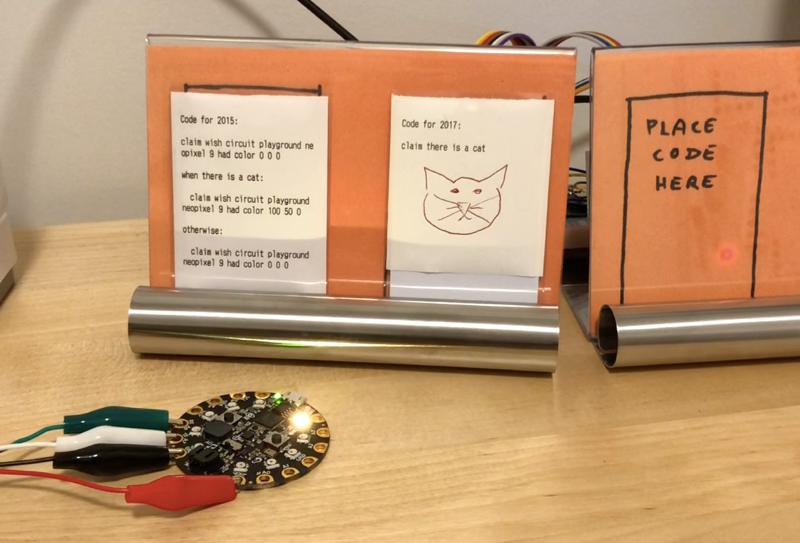 Code for 2015:
claim wish circuit playground ne
opixel 9 had color 0 0 0
when there is a cat:
claim wish circuit playground
neopixel 9 had color 100 50 0
otherwise:
claim wish circuit playground
neopixel 9 had color 0 0 0
Code for 2017:
claim there is a cat
PLACE
CODE
HERE